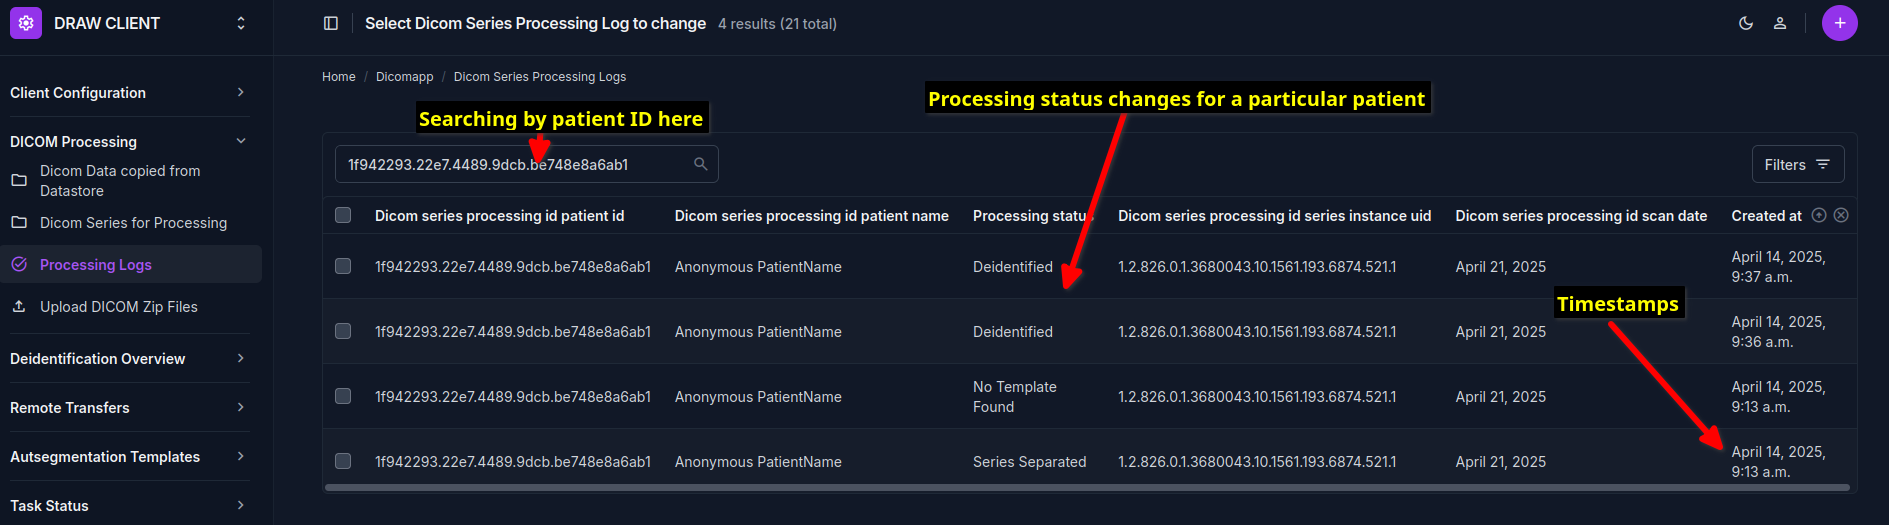 DRAW CLIENT
Select Dicom Series Processing Log to change 4 results (21 total)
Home / Dicomapp / Dicom Series Processing Logs
Client Configuration
DICOM Processing
Dicom Data copied from
Datastore
Dicom Series for Processing
Processing Logs
Upload DICOM Zip Files
Deidentification Overview
Remote Transfers
Autsegmentation Templates
Task Status
Searching by patient ID here
Processing status changes for a particular patient
1f942293.22e7.4489.9dcb.be748e8a6ab1
Filters
Dicom series processing id patient id Dicom series processing id patient name Processing status Dicom series processing id series instance uid Dicom series processing id scan date Created at
1f942293.22e7.4489.9dcb.be748e8a6ab1 Anonymous PatientName Deidentified 1.2.826.0.1.3680043.10.1561.193.6874.521.1 April 21, 2025 April 14, 2025,
9:37 a.m.
Timestamps
1f942293.22e7.4489.9dcb.be748e8a6ab1 Anonymous PatientName Deidentified 1.2.826.0.1.3680043.10.1561.193.6874.521.1 April 21, 2025 April 14, 2025,
9:36 a.m.
1f942293.22e7.4489.9dcb.be748e8a6ab1 Anonymous PatientName No Template
Found 1.2.826.0.1.3680043.10.1561.193.6874.521.1 April 21, 2025 April 14, 2025,
9:13 a.m.
1f942293.22e7.4489.9dcb.be748e8a6ab1 Anonymous PatientName Series Separated 1.2.826.0.1.3680043.10.1561.193.6874.521.1 April 21, 2025 April 14, 2025,
9:13 a.m.